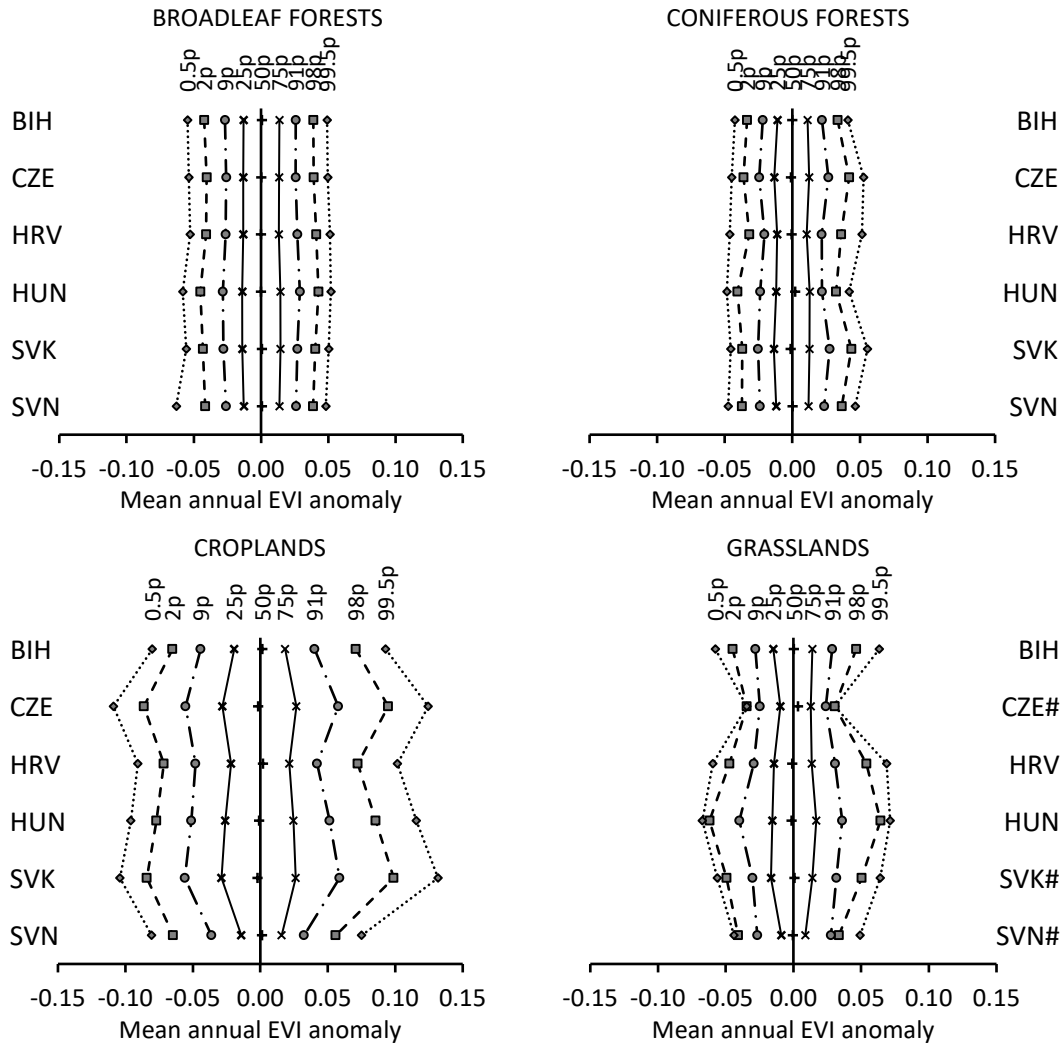 BROADLEAF FORESTS
0.5p 2p 9p 25p 50p 75p 91p 98p 99.5p
BIH
CZE
HRV
HUN
SVK
SVN
-0.15 -0.10 -0.05 0.00 0.05 0.10 0.15
Mean annual EVI anomaly
CONIFEROUS FORESTS
0.5p 2p 9p 25p 50p 75p 91p 98p 99.5p
BIH
CZE
HRV
HUN
SVK
SVN
-0.15 -0.10 -0.05 0.00 0.05 0.10 0.15
Mean annual EVI anomaly
CROPLANDS
0.5p 2p 9p 25p 50p 75p 91p 98p 99.5p
BIH
CZE
HRV
HUN
SVK
SVN
-0.15 -0.10 -0.05 0.00 0.05 0.10 0.15
Mean annual EVI anomaly
GRASSLANDS
0.5p 2p 9p 25p 50p 75p 91p 98p 99.5p
BIH
CZE#
HRV
HUN
SVK#
SVN#
-0.15 -0.10 -0.05 0.00 0.05 0.10 0.15
Mean annual EVI anomaly